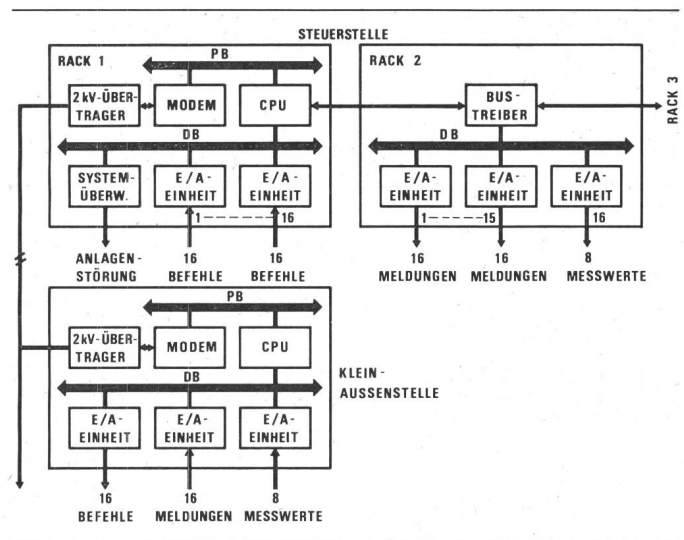 STEUERSTELLE
RACK 1
PB
2kV-ÜBER-
TRAGER
MODEM
CPU
DB
SYSTEM-
ÜBERW.
E/A-
EINHEIT
E/A-
EINHEIT
1-----16
ANLAGEN-
STÖRUNG
16
BEFEHLE
16
BEFEHLE
RACK 2
BUS-
TREIBER
RACK 3
DB
E/A-
EINHEIT
E/A-
EINHEIT
E/A-
EINHEIT
1-----15
16
16
MELDUNGEN
16
MELDUNGEN
8
MESSWERTE
PB
2kV-ÜBER-
TRAGER
MODEM
CPU
DB
KLEIN-
AUSSENSTELLE
E/A-
EINHEIT
E/A-
EINHEIT
E/A-
EINHEIT
16
BEFEHLE
16
MELDUNGEN
8
MESSWERTE